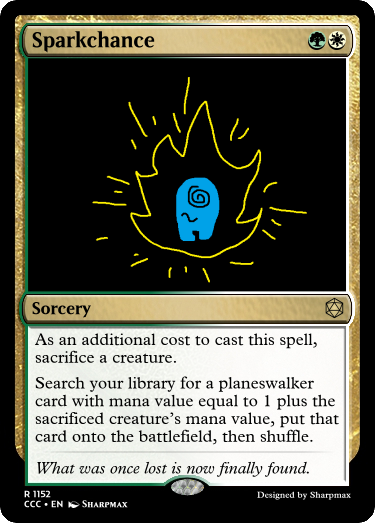 Sparkchance
Sorcery
As an additional cost to cast this spell,
sacrifice a creature.
Search your library for a planeswalker
card with mana value equal to 1 plus the
sacrificed creature's mana value, put that
card onto the battlefield, then shuffle.
What was once lost is now finally found.
R 1152
CCC • EN Sharpmax
Designed by Sharpmax